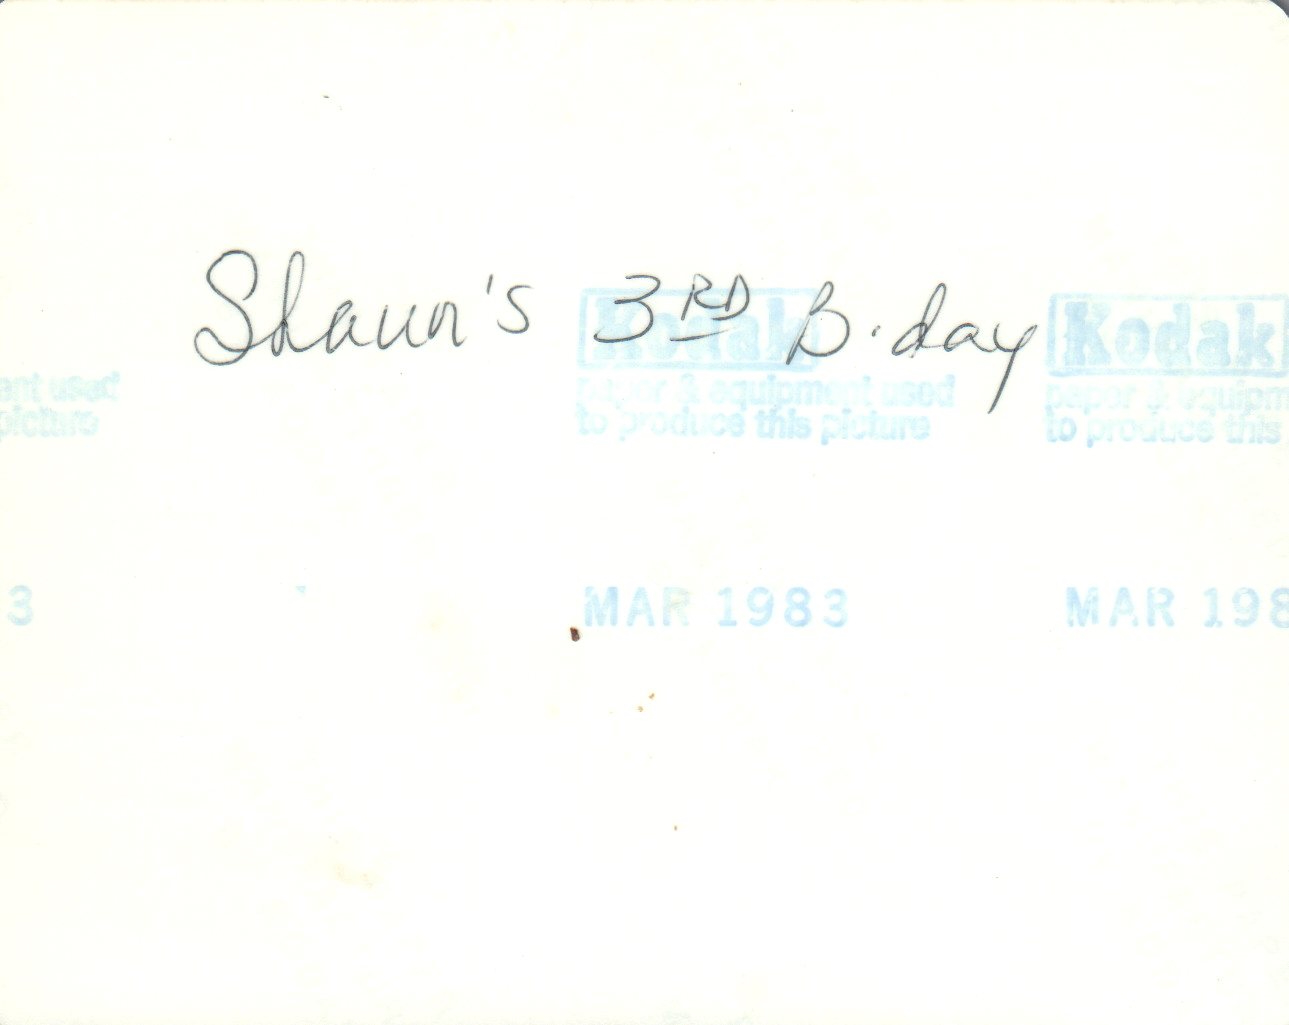 Shaun's 3RD B.day
Kodak Kodak
ent used paper & equipment used paper & equipm
picture to produce this picture to produce this
3 MAR 1983 MAR 198